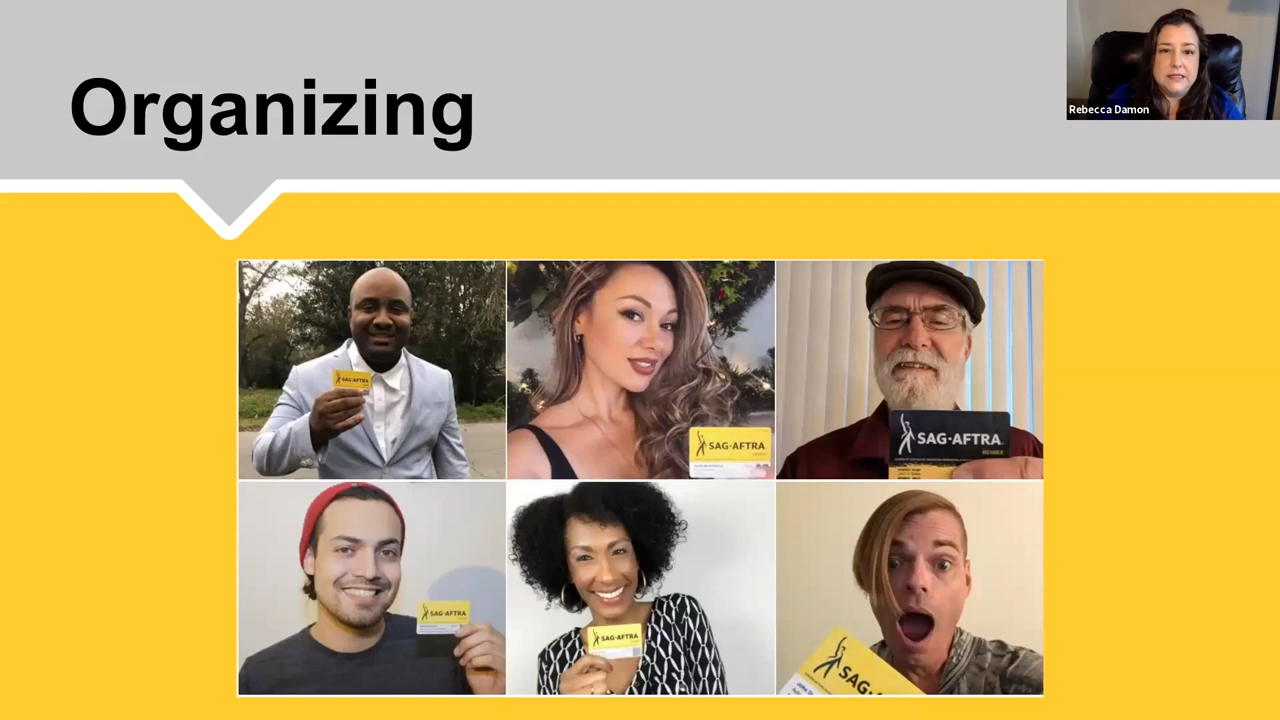 Organizing
Rebecca Damon
SAG·AFTRA
SAG·AFTRA
SAG·AFTRA
MEMBER
SAG·AFTRA
SAG·AFTRA
SAG-A